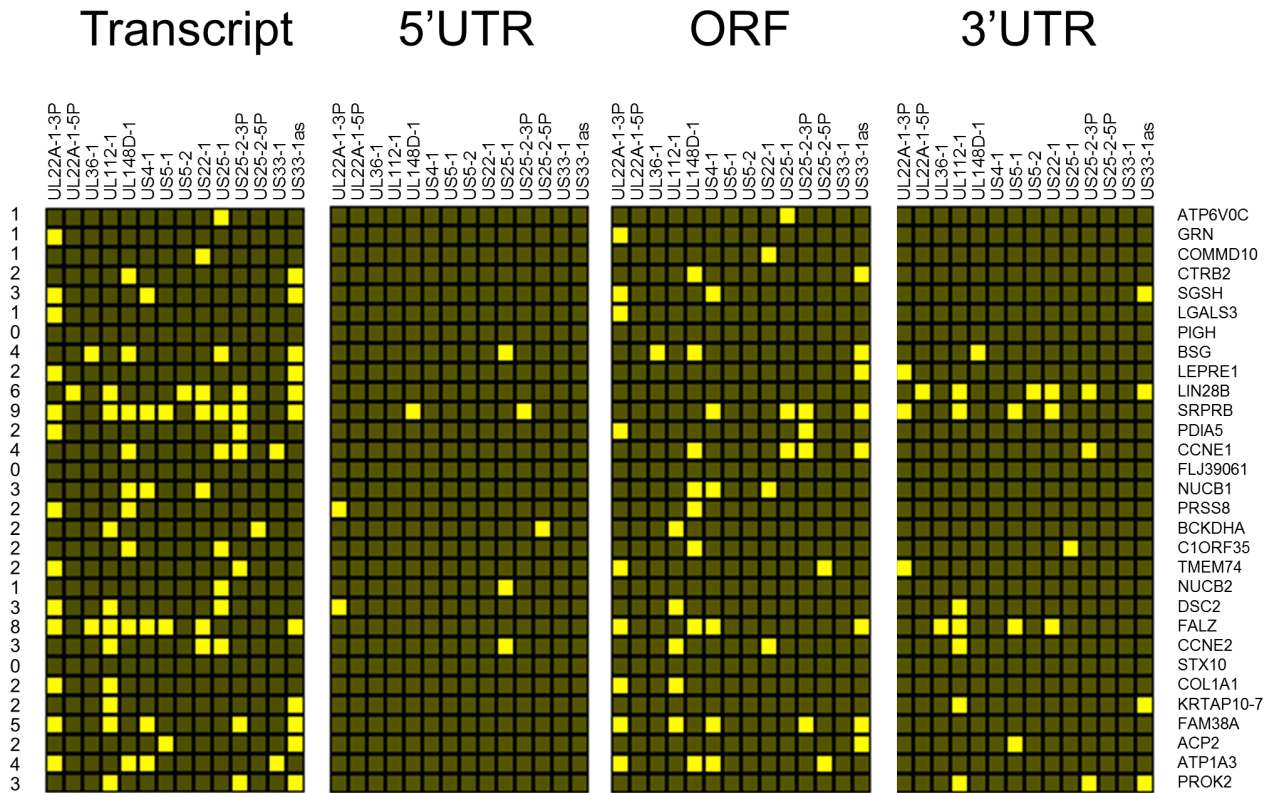 Transcript 5’UTR ORF 3’UTR
UL22A-1-3P UL22A-1-5P UL36-1 UL112-1 UL148D-1 US4-1 US5-1 US5-2 US22-1 US25-1 US25-2-3P US25-2-5P US33-1 US33-1as
UL22A-1-3P UL22A-1-5P UL36-1 UL112-1 UL148D-1 US4-1 US5-1 US5-2 US22-1 US25-1 US25-2-3P US25-2-5P US33-1 US33-1as
UL22A-1-3P UL22A-1-5P UL36-1 UL112-1 UL148D-1 US4-1 US5-1 US5-2 US22-1 US25-1 US25-2-3P US25-2-5P US33-1 US33-1as
UL22A-1-3P UL22A-1-5P UL36-1 UL112-1 UL148D-1 US4-1 US5-1 US5-2 US22-1 US25-1 US25-2-3P US25-2-5P US33-1 US33-1as
1 ATP6V0C
1 GRN
1 COMMD10
2 CTRB2
3 SGSH
1 LGALS3
0 PIGH
4 BSG
2 LEPRE1
6 LIN28B
9 SRPRB
2 PDIA5
4 CCNE1
0 FLJ39061
3 NUCB1
2 PRSS8
2 BCKDHA
2 C1ORF35
2 TMEM74
1 NUCB2
3 DSC2
8 FALZ
3 CCNE2
0 STX10
2 COL1A1
2 KRTAP10-7
5 FAM38A
2 ACP2
4 ATP1A3
3 PROK2